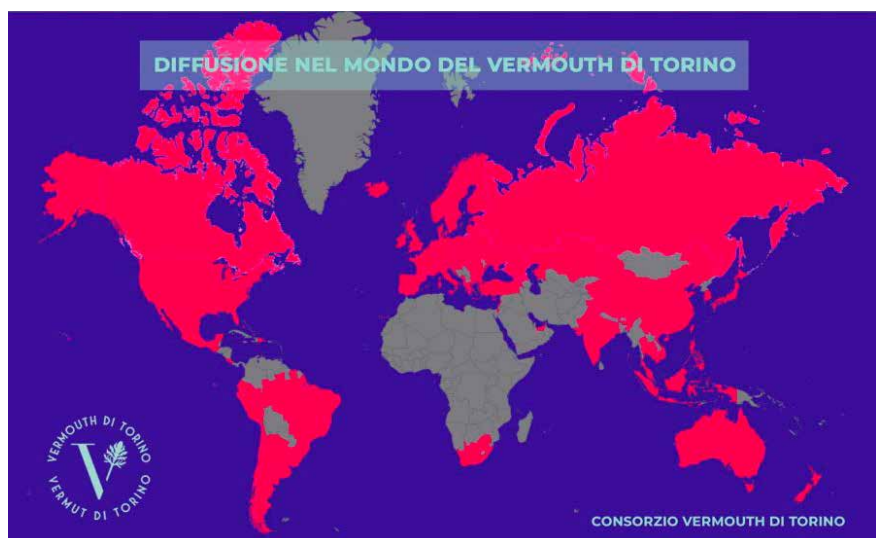 DIFFUSIONE NEL MONDO DEL VERMOUTH DI TORINO
VERMOUTH DI TORINO
V
VERMUT DI TORINO
CONSORZIO VERMOUTH DI TORINO